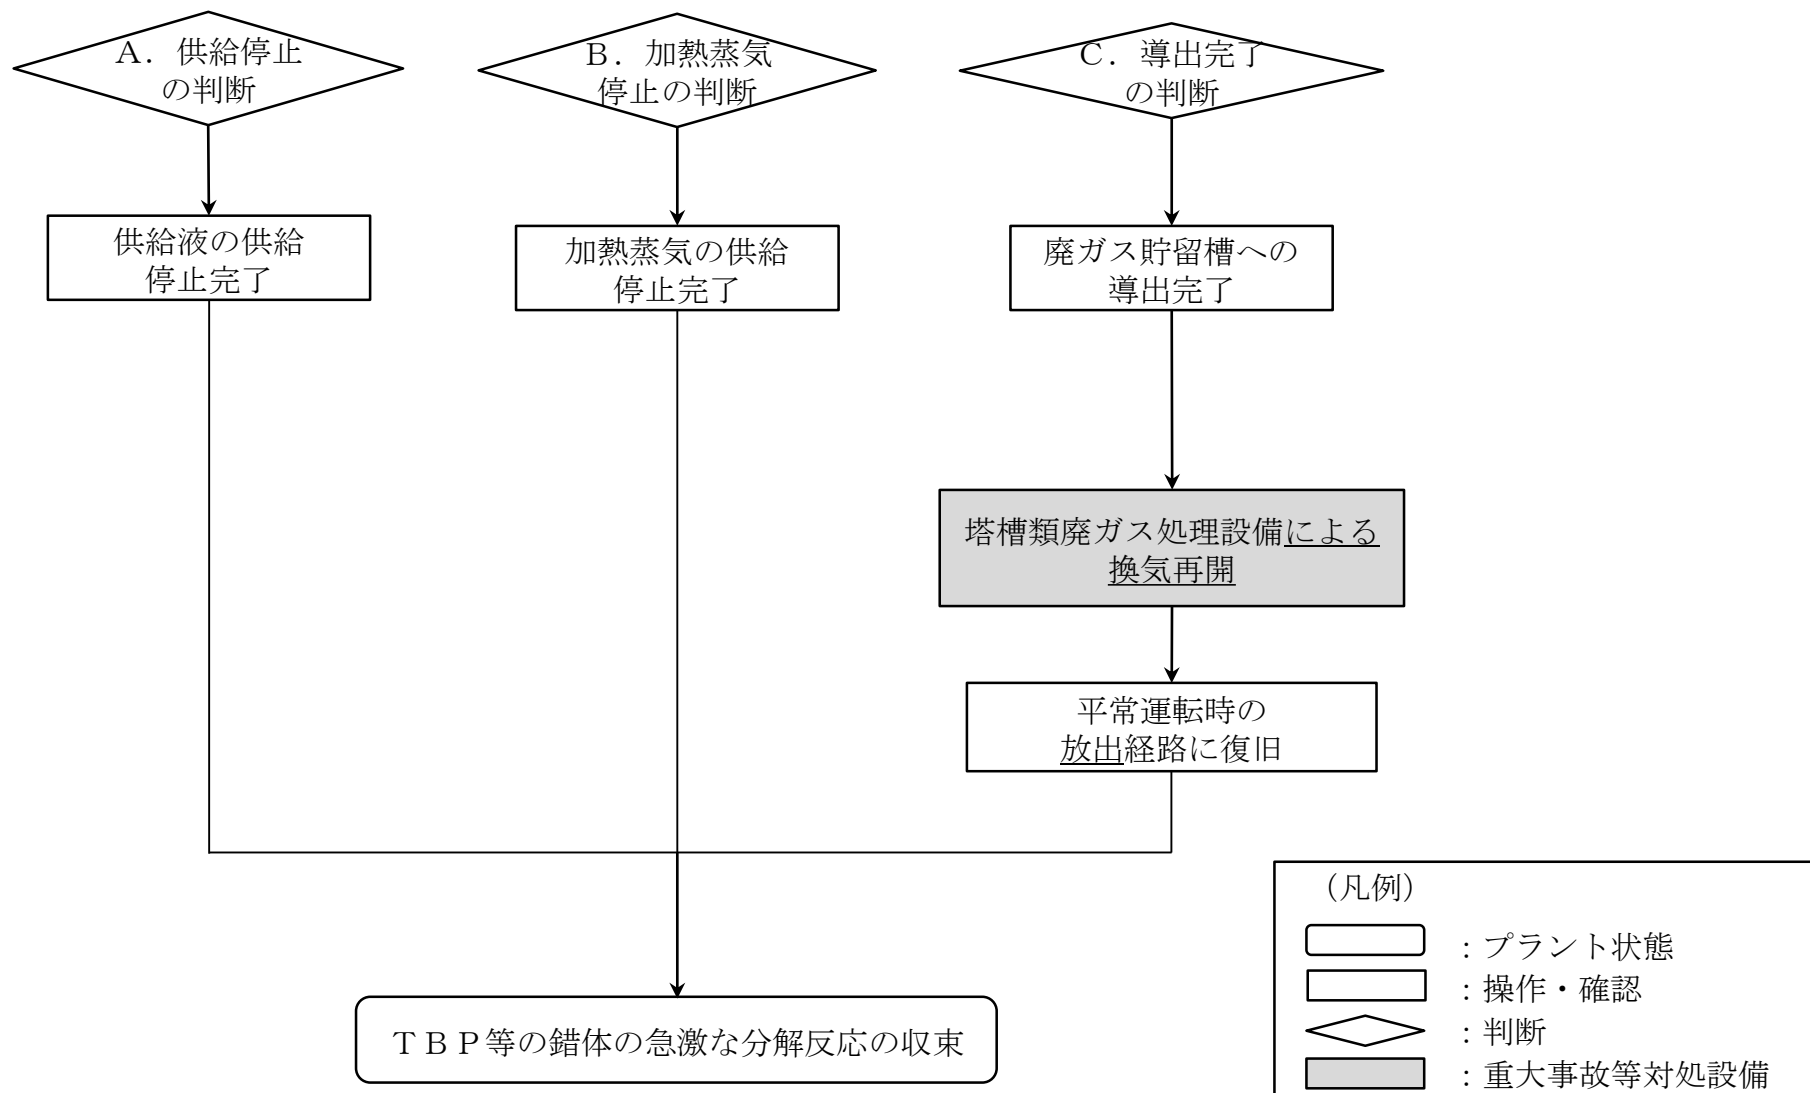 A．供給停止
の判断
B．加熱蒸気
停止の判断
C．導出完了
の判断
供給液の供給
停止完了
加熱蒸気の供給
停止完了
廃ガス貯留槽への
導出完了
塔槽類廃ガス処理設備による
換気再開
平常運転時の
放出経路に復旧
ＴＢＰ等の錯体の急激な分解反応の収束
（凡例）
：プラント状態
：操作・確認
：判断
：重大事故等対処設備